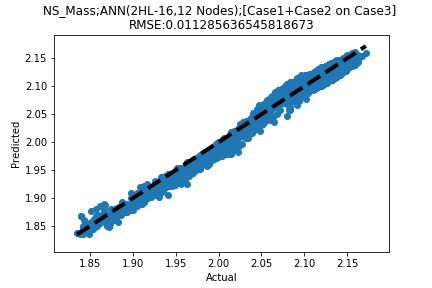 NS_Mass;ANN(2HL-16,12 Nodes);[Case1+Case2 on Case3]
RMSE:0.011285636545818673
2.15
2.10
2.05
2.00
1.95
1.90
1.85
Predicted
1.85 1.90 1.95 2.00 2.05 2.10 2.15
Actual